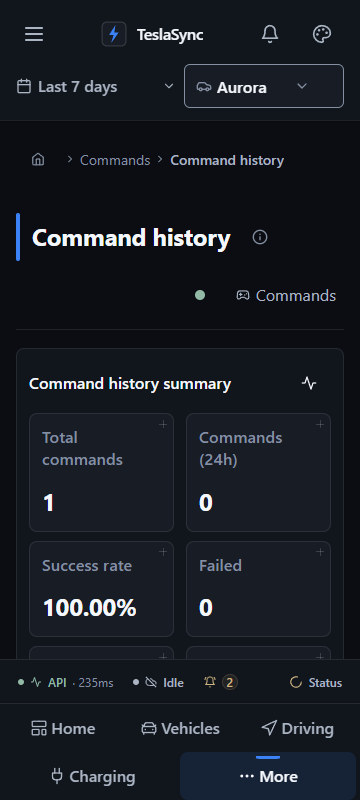 TeslaSync
Last 7 days
Aurora
Commands
Command history
Command history
Commands
Command history summary
Total commands
1
Commands (24h)
0
Success rate
100.00%
Failed
0
API · 235ms
Idle
2
Status
Home
Vehicles
Driving
Charging
More